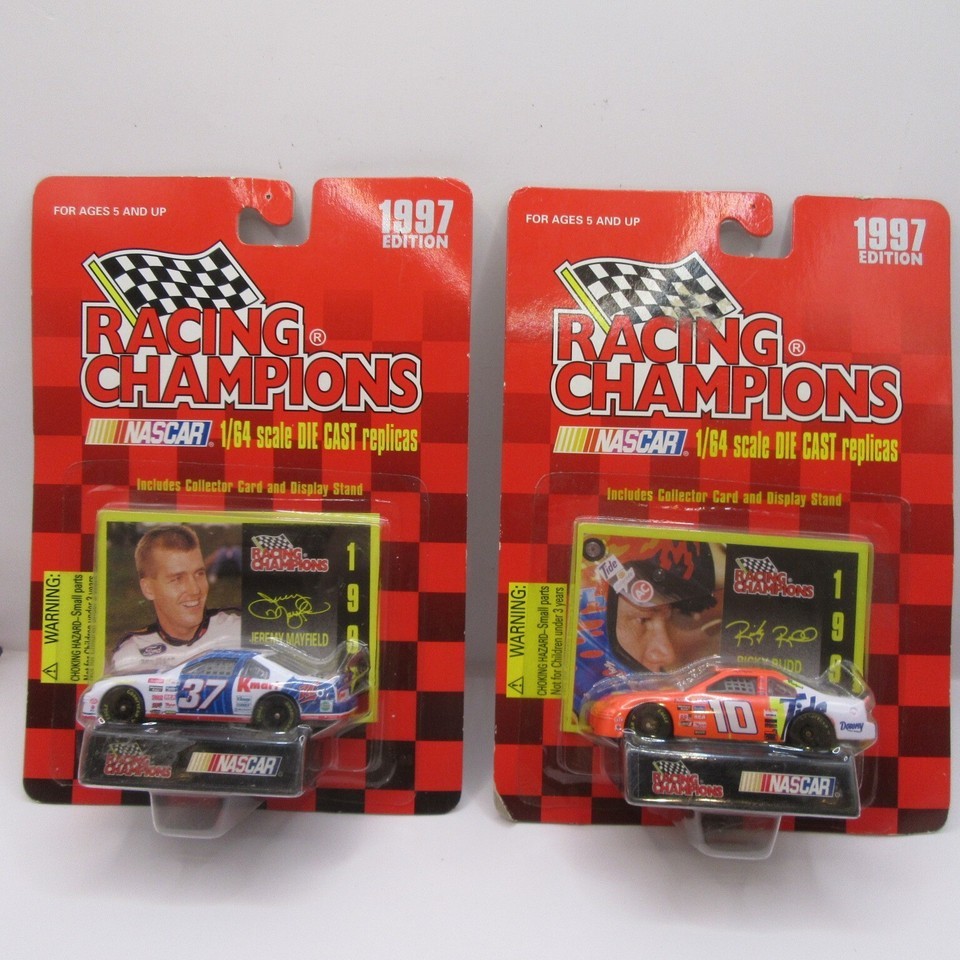 FOR AGES 5 AND UP
1997
EDITION
RACING ®
CHAMPIONS
NASCAR® 1/64 scale DIE CAST replicas
Includes Collector Card and Display Stand
WARNING:
CHOKING HAZARD–Small parts
Not for Children under 3 years
RACING
CHAMPIONS
199
JEREMY MAYFIELD
37
Kmart
RACING
CHAMPIONS
NASCAR
FOR AGES 5 AND UP
1997
EDITION
RACING ®
CHAMPIONS
NASCAR® 1/64 scale DIE CAST replicas
Includes Collector Card and Display Stand
WARNING:
CHOKING HAZARD–Small parts
Not for Children under 3 years
Tide
RACING
CHAMPIONS
199
RICKY RUDD
10
Tide
Downy
RACING
CHAMPIONS
NASCAR